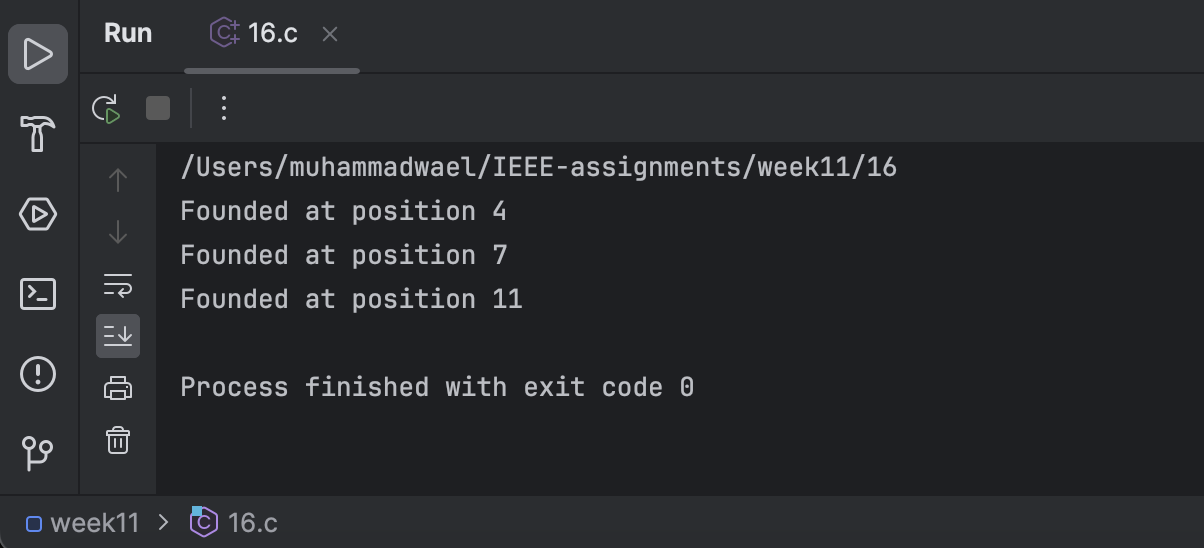 Run 16.c
/Users/muhammadwael/IEEE-assignments/week11/16
Founded at position 4
Founded at position 7
Founded at position 11
Process finished with exit code 0
week11 > 16.c